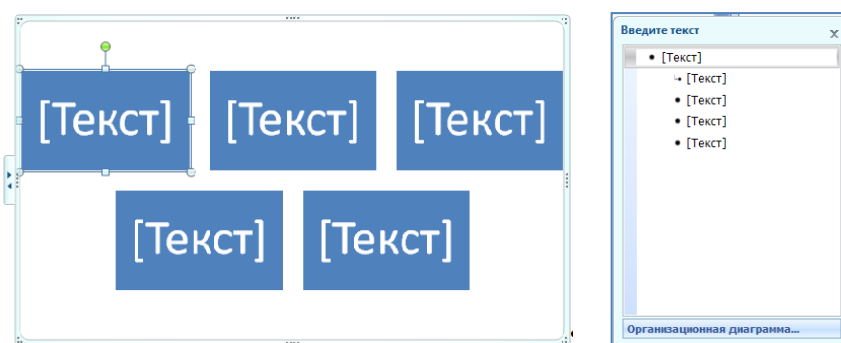 [Текст] [Текст] [Текст]
[Текст] [Текст]
Введите текст
[Текст]
[Текст]
[Текст]
[Текст]
[Текст]
Организационная диаграмма...